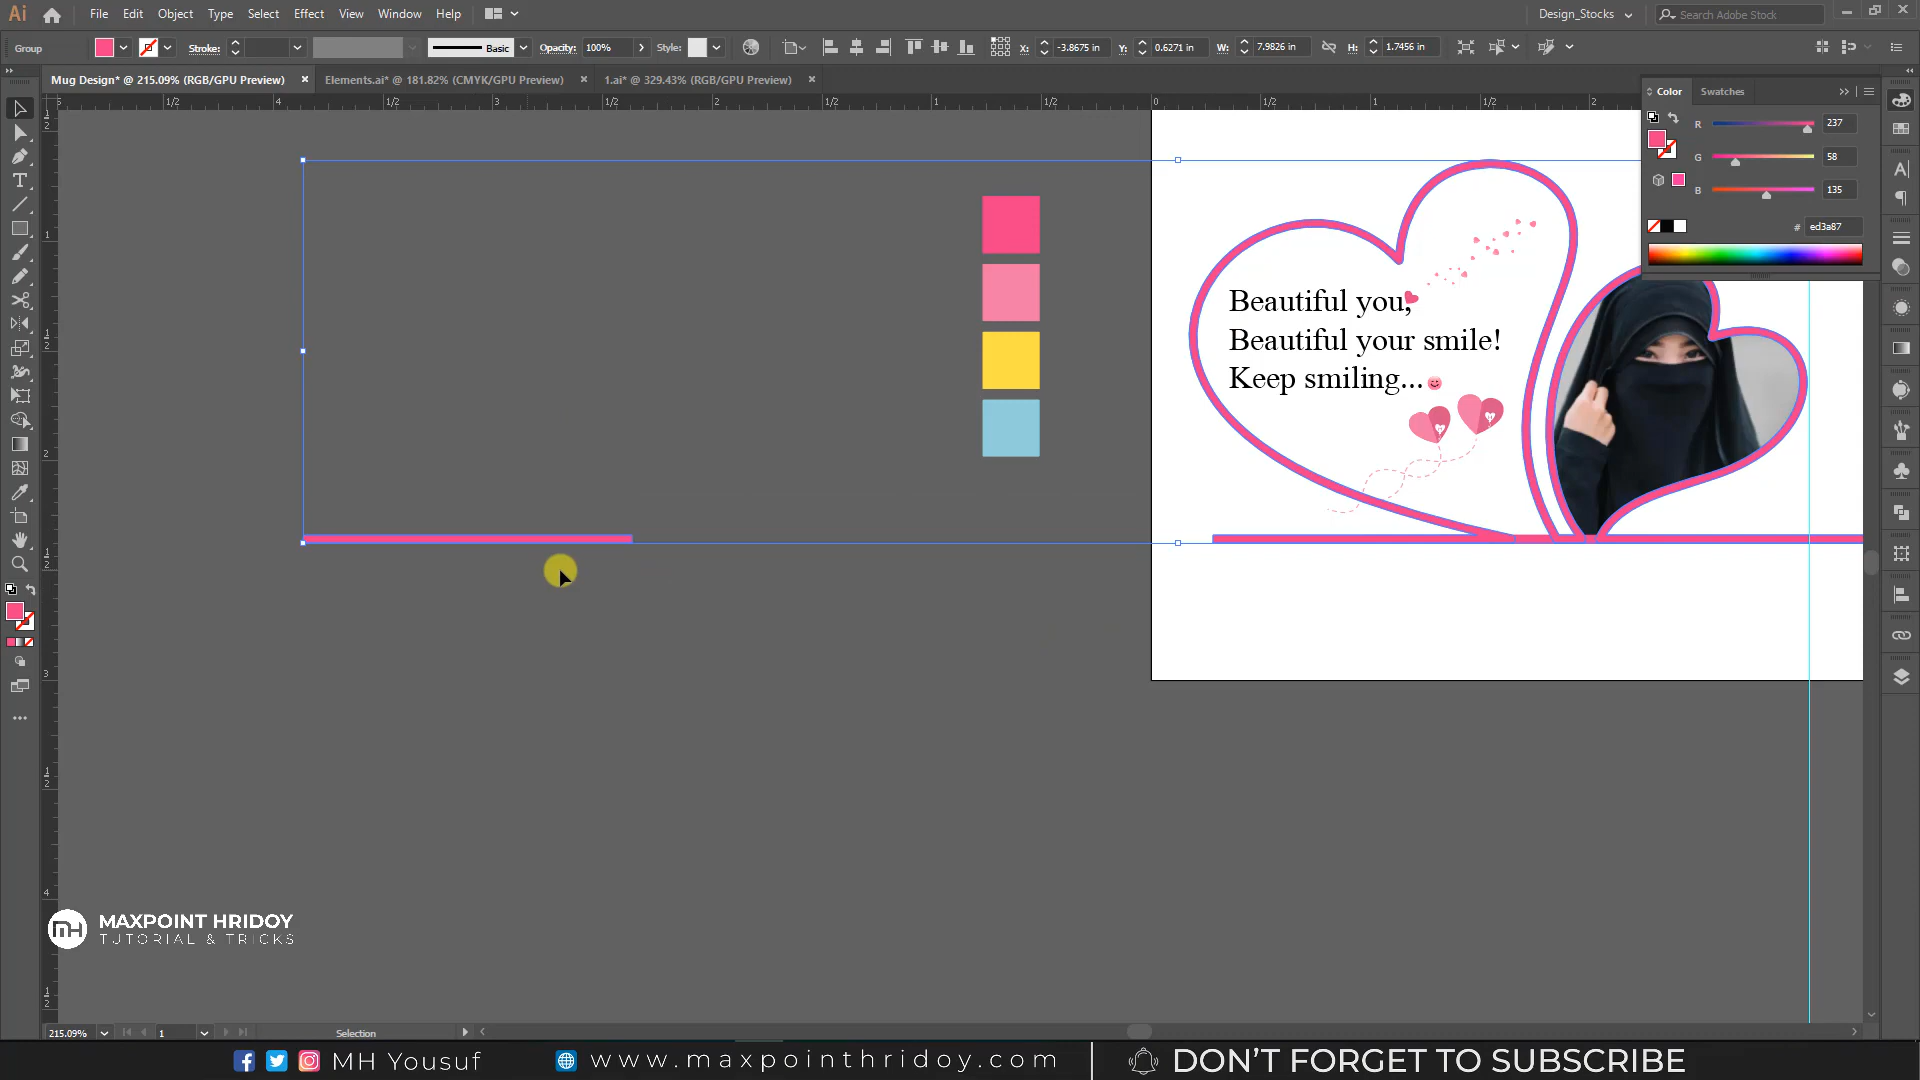 Ai File Edit Object Type Select Effect View Window Help Design_Stocks Search Adobe Stock
Group Stroke: Basic Opacity: 100% Style: X: -3.8675 in Y: 0.6271 in W: 7.9826 in H: 1.7456 in
Mug Design* @ 215.09% (RGB/GPU Preview) × Elements.ai* @ 181.82% (CMYK/GPU Preview) × 1.ai* @ 329.43% (RGB/GPU Preview) ×
Color Swatches
R 237
G 58
B 135
# ed3a87
Beautiful you,
Beautiful your smile!
Keep smiling...
MH MAXPOINT HRIDOY
TUTORIAL & TRICKS
215.09% 1 Selection
MH Yousuf www.maxpointhridoy.com DON'T FORGET TO SUBSCRIBE